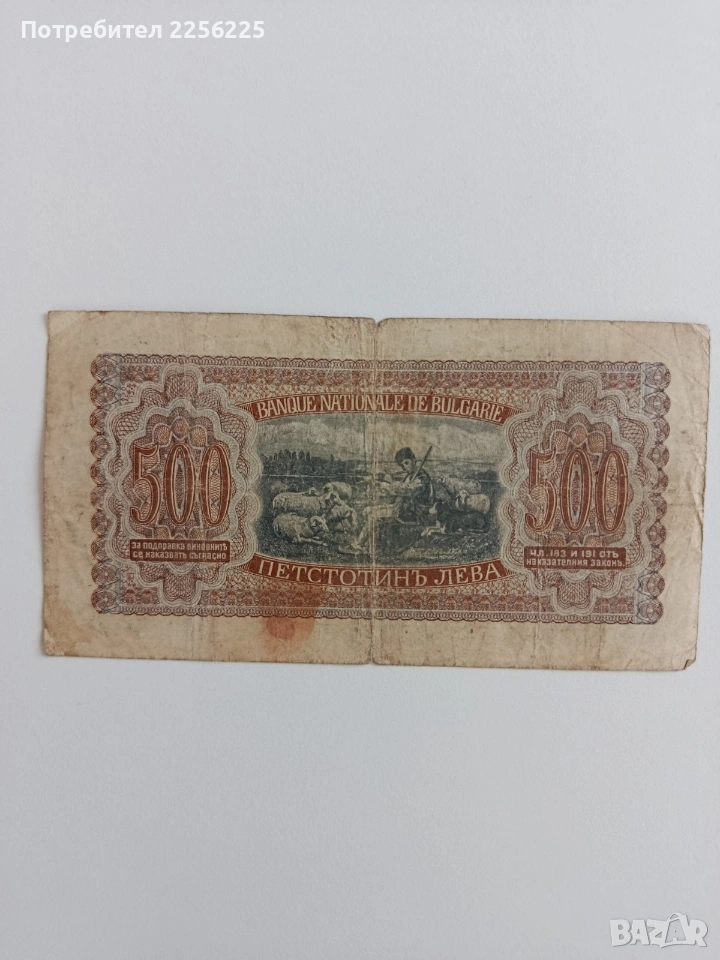 Потребител 2256225
BANQUE NATIONALE DE BULGARIE
500
500
ЗА ПОДПРАВКА ВИНОВНИТѢ
СЕ НАКАЗВАТЪ СЪГЛАСНО
ЧЛ. 183 И 191 ОТЪ
НАКАЗАТЕЛНИЯ ЗАКОНЪ.
ПЕТСТОТИНЪ ЛЕВА
BAZAR